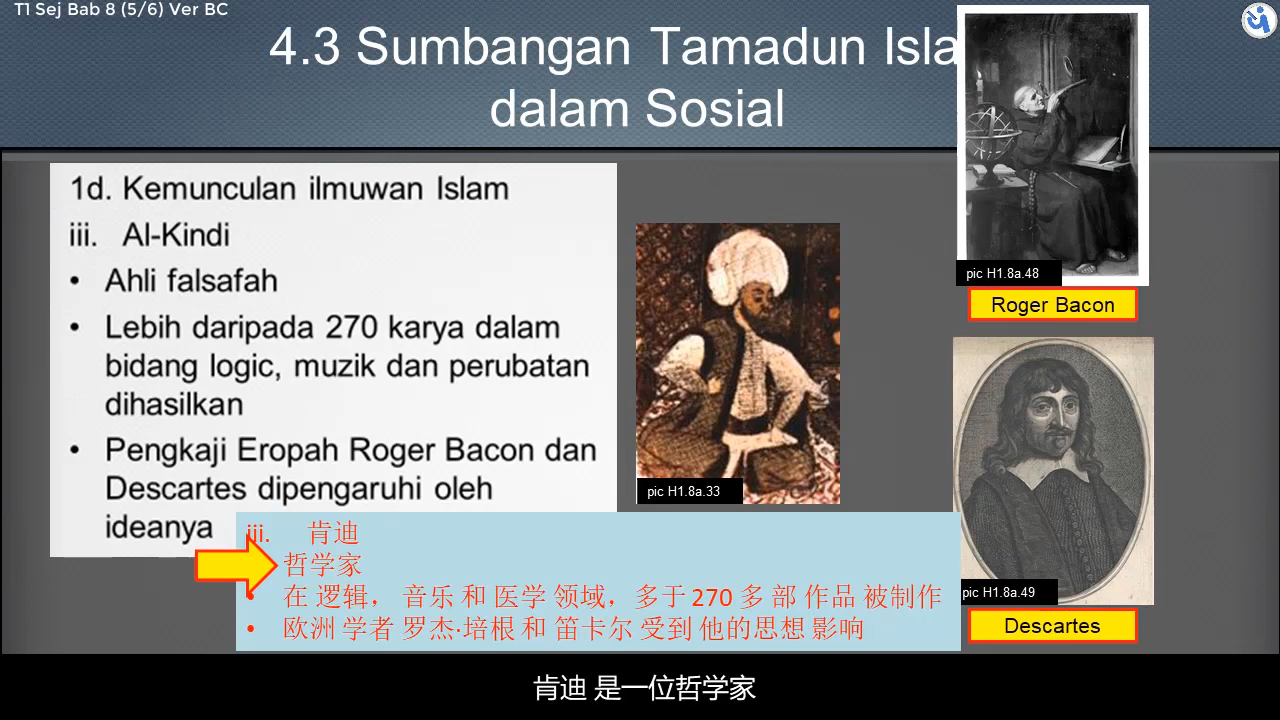 T1 Sej Bab 8 (5/6) Ver BC
4.3 Sumbangan Tamadun Isla
dalam Sosial
1d. Kemunculan ilmuwan Islam
iii. Al-Kindi
• Ahli falsafah
• Lebih daripada 270 karya dalam
bidang logic, muzik dan perubatan
dihasilkan
• Pengkaji Eropah Roger Bacon dan
Descartes dipengaruhi oleh
ideanya
pic H1.8a.33
pic H1.8a.48
Roger Bacon
pic H1.8a.49
Descartes
iii. 肯迪
哲学家
• 在 逻辑， 音乐 和 医学 领域，多于 270 多 部 作品 被制作
• 欧洲 学者 罗杰·培根 和 笛卡尔 受到 他的思想 影响
肯迪 是一位哲学家